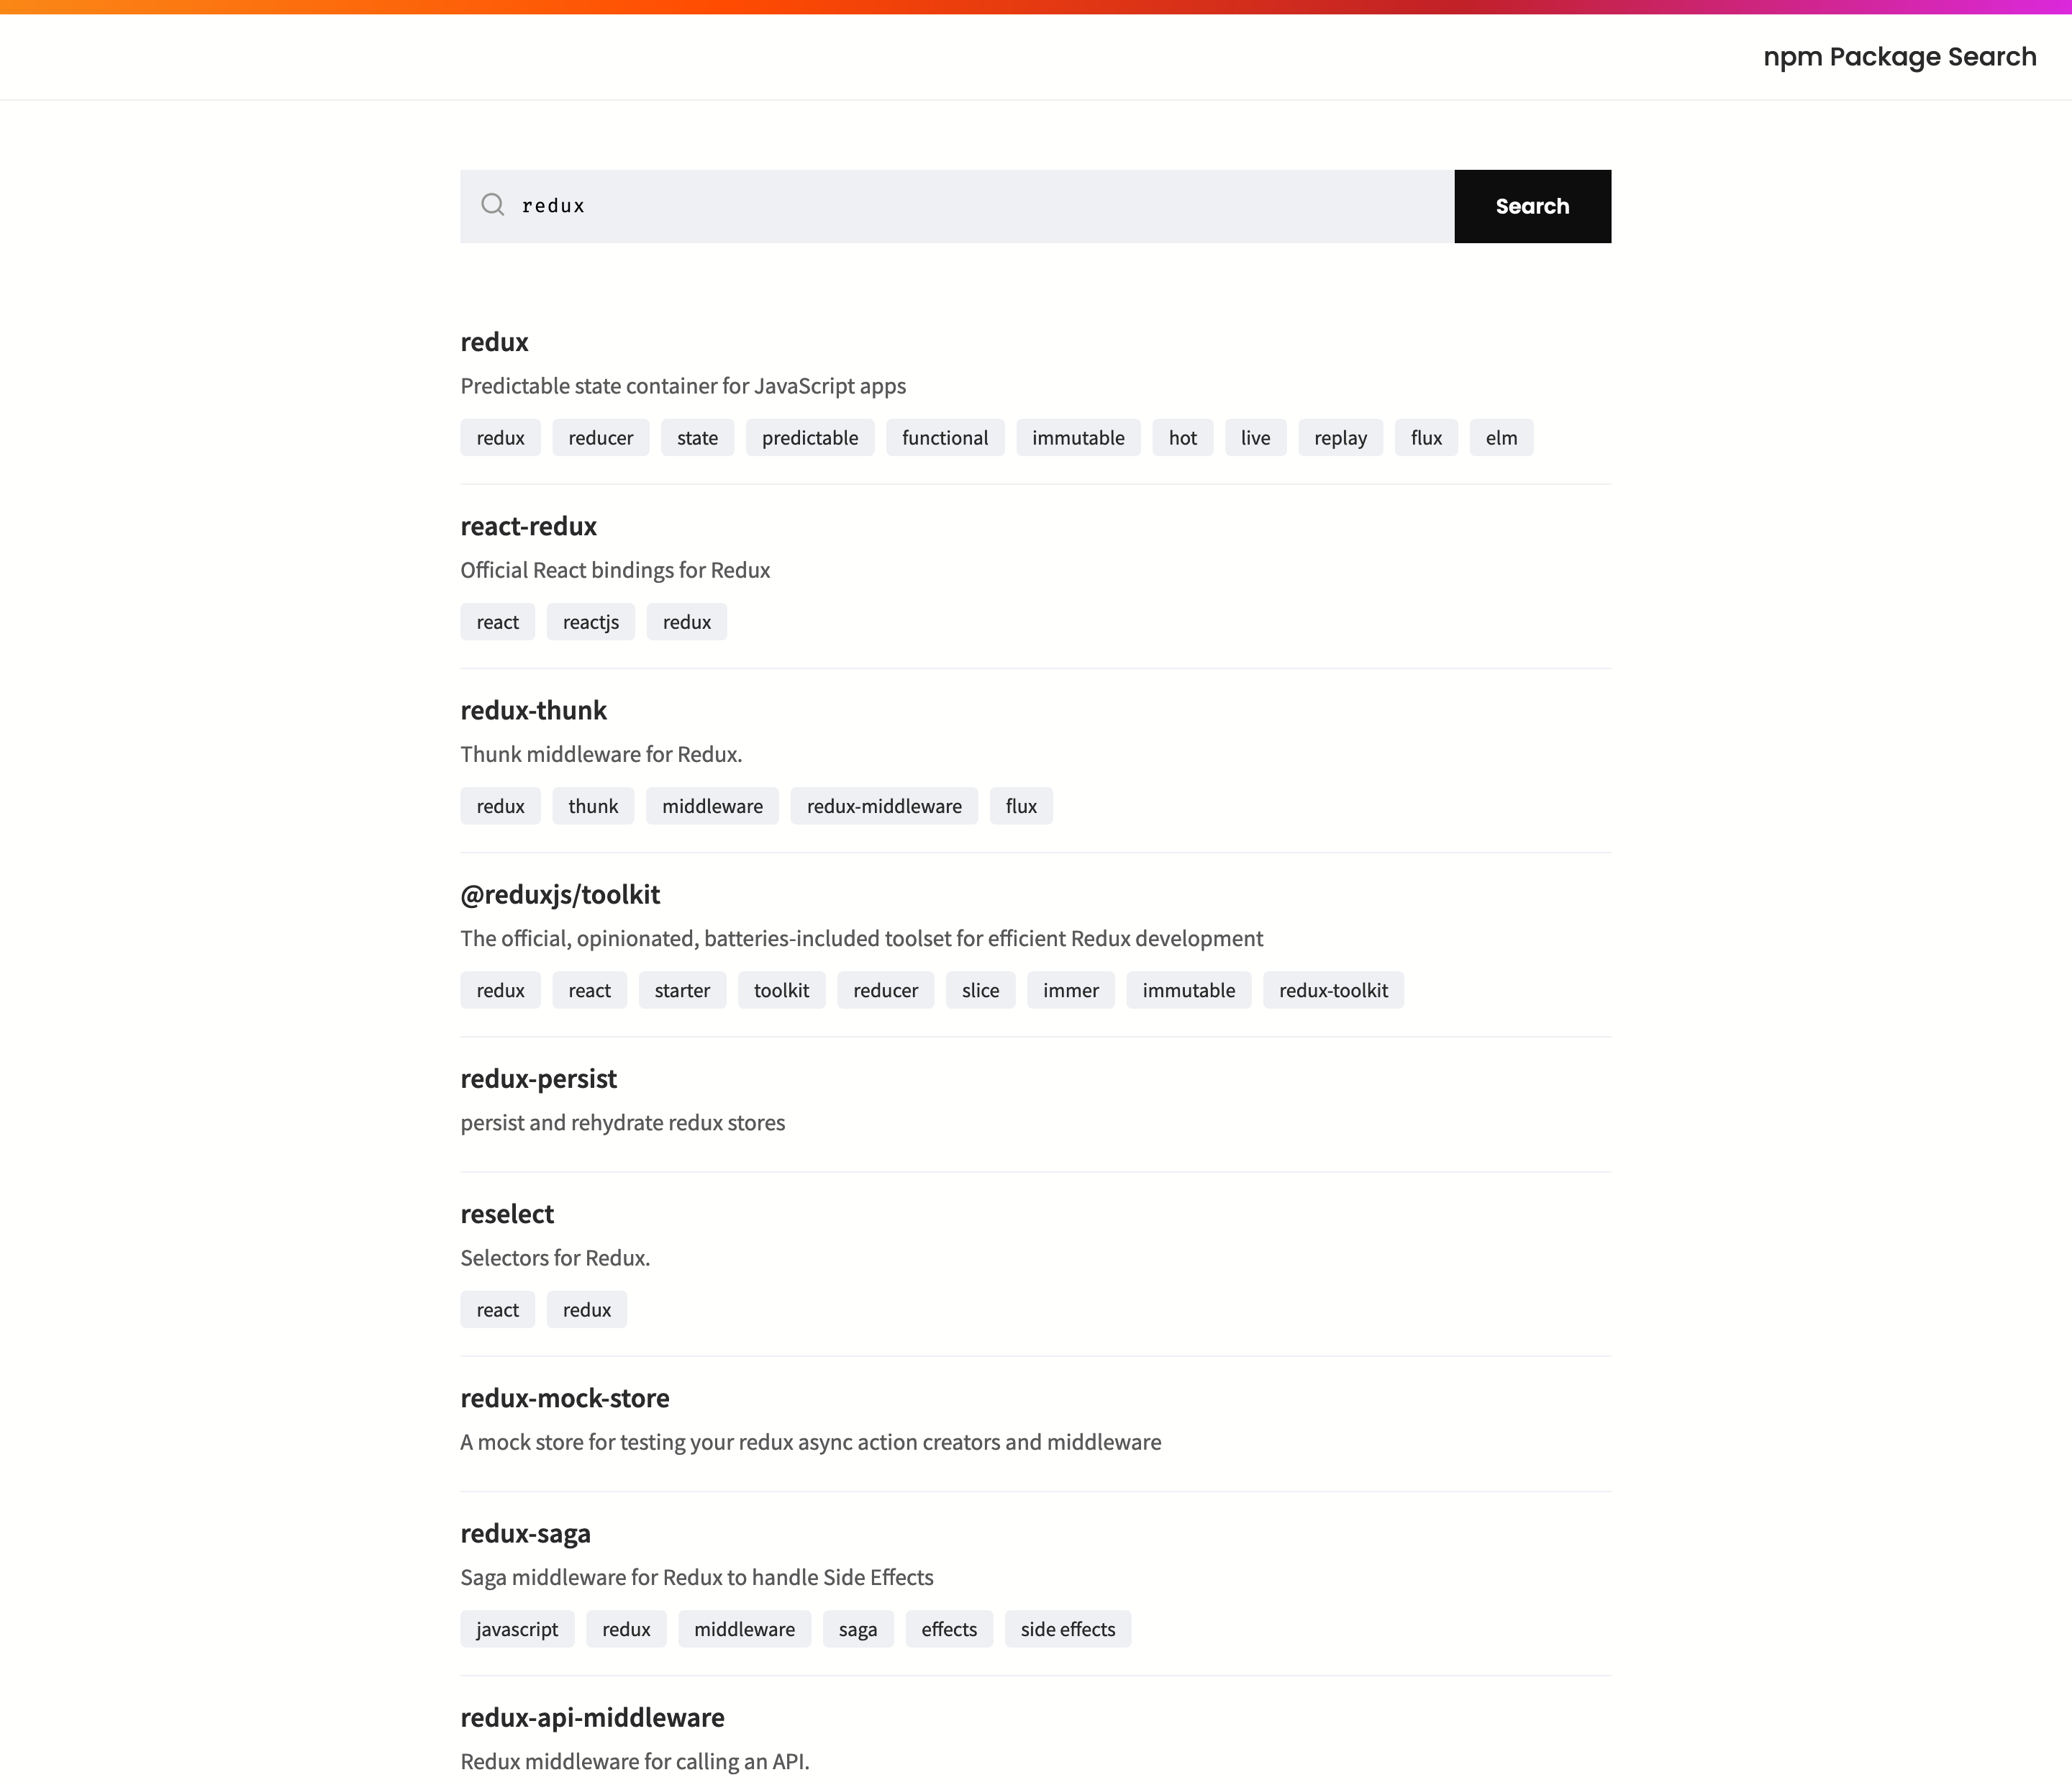 npm Package Search
redux
Search
redux
Predictable state container for JavaScript apps
redux reducer state predictable functional immutable hot live replay flux elm
react-redux
Official React bindings for Redux
react reactjs redux
redux-thunk
Thunk middleware for Redux.
redux thunk middleware redux-middleware flux
@reduxjs/toolkit
The official, opinionated, batteries-included toolset for efficient Redux development
redux react starter toolkit reducer slice immer immutable redux-toolkit
redux-persist
persist and rehydrate redux stores
reselect
Selectors for Redux.
react redux
redux-mock-store
A mock store for testing your redux async action creators and middleware
redux-saga
Saga middleware for Redux to handle Side Effects
javascript redux middleware saga effects side effects
redux-api-middleware
Redux middleware for calling an API.